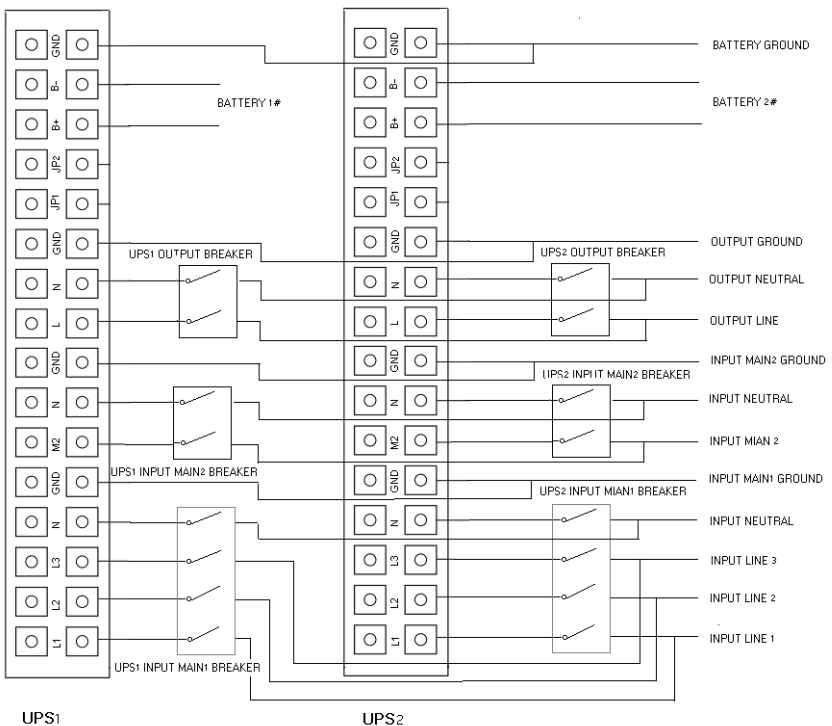 GND
B-
B+
JP2
JP1
GND
N
L
GND
N
M2
GND
N
L3
L2
L1
BATTERY 1#
UPS1 OUTPUT BREAKER
UPS1 INPUT MAIN2 BREAKER
UPS1 INPUT MAIN1 BREAKER
UPS1
GND
B-
B+
JP2
JP1
GND
N
L
GND
N
M2
GND
N
L3
L2
L1
UPS2 OUTPUT BREAKER
UPS2 INPUT MAIN2 BREAKER
UPS2 INPUT MIAN1 BREAKER
UPS2
BATTERY GROUND
BATTERY 2#
OUTPUT GROUND
OUTPUT NEUTRAL
OUTPUT LINE
INPUT MAIN2 GROUND
INPUT NEUTRAL
INPUT MIAN 2
INPUT MAIN1 GROUND
INPUT NEUTRAL
INPUT LINE 3
INPUT LINE 2
INPUT LINE 1